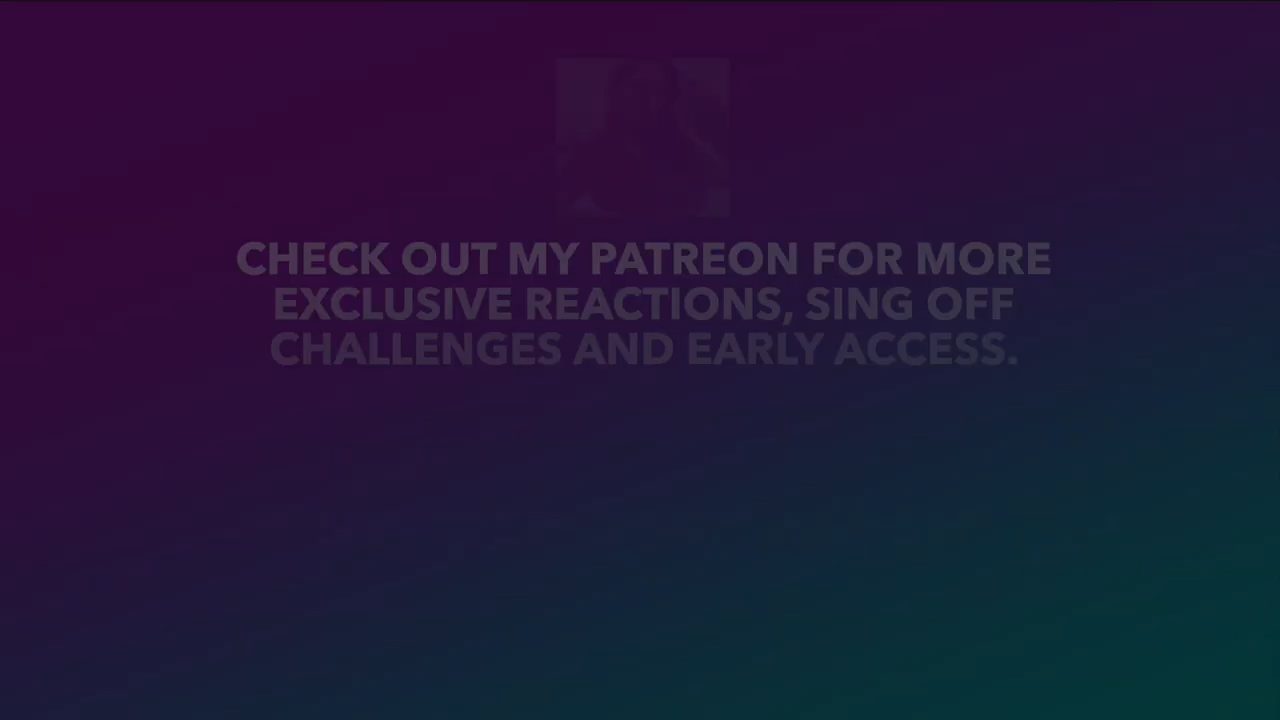 CHECK OUT MY PATREON FOR MORE
EXCLUSIVE REACTIONS, SING OFF
CHALLENGES AND EARLY ACCESS.